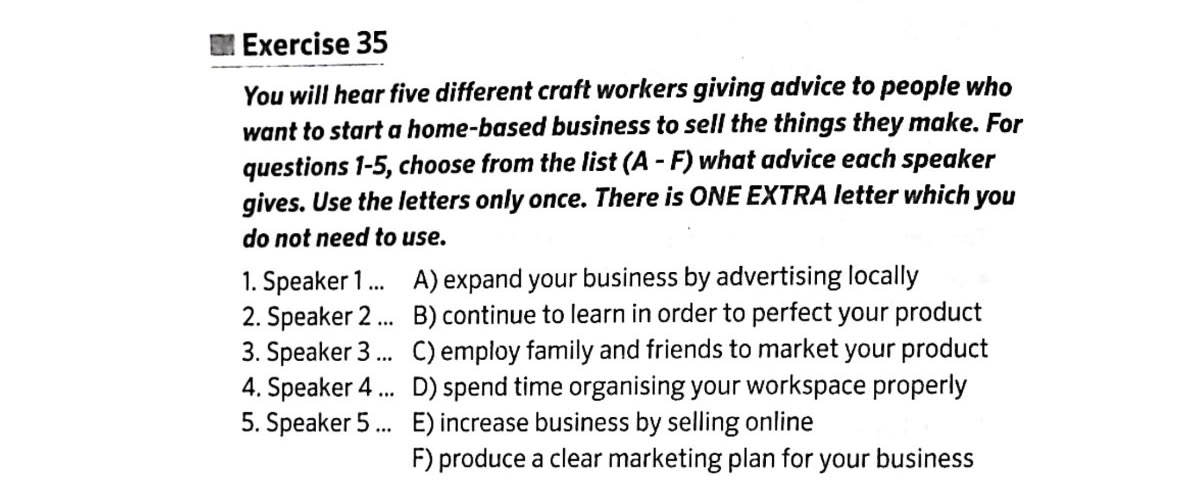 Exercise 35
You will hear five different craft workers giving advice to people who
want to start a home-based business to sell the things they make. For
questions 1-5, choose from the list (A - F) what advice each speaker
gives. Use the letters only once. There is ONE EXTRA letter which you
do not need to use.
1. Speaker 1 ... A) expand your business by advertising locally
2. Speaker 2 ... B) continue to learn in order to perfect your product
3. Speaker 3 ... C) employ family and friends to market your product
4. Speaker 4 ... D) spend time organising your workspace properly
5. Speaker 5 ... E) increase business by selling online
F) produce a clear marketing plan for your business